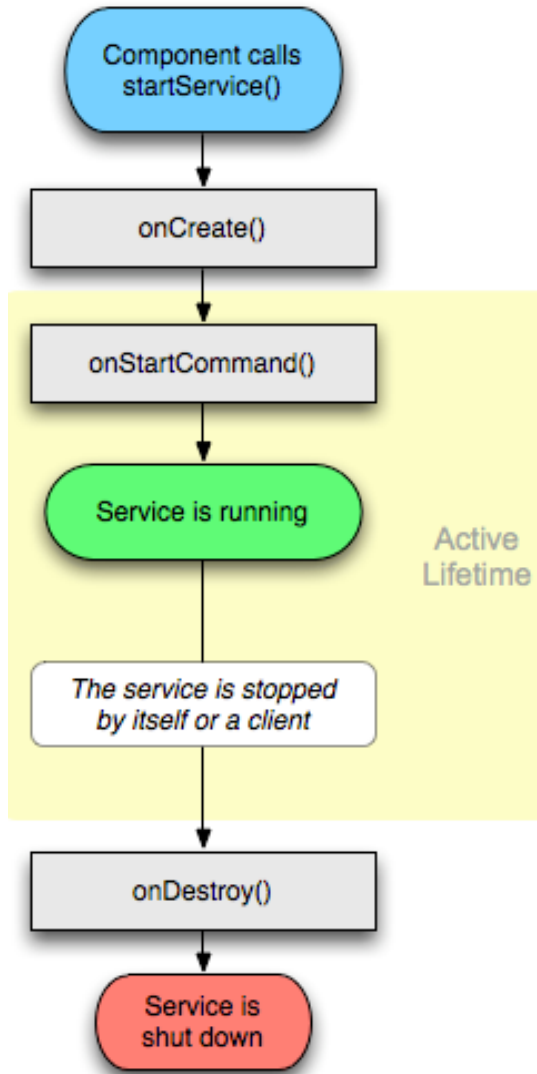 Component calls
startService()
onCreate()
onStartCommand()
Service is running
Active
Lifetime
The service is stopped
by itself or a client
onDestroy()
Service is
shut down